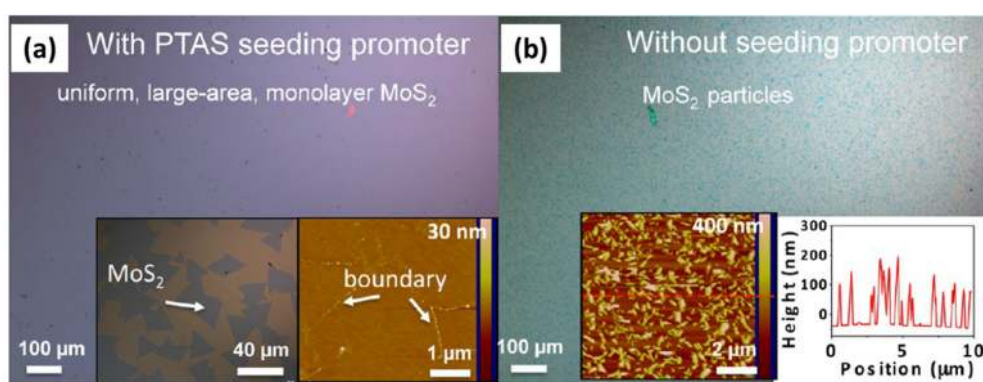 (a) With PTAS seeding promoter
uniform, large-area, monolayer MoS₂
MoS₂
100 µm
40 µm
30 nm
boundary
1 µm
(b) Without seeding promoter
MoS₂ particles
100 µm
400 nm
2 µm
Height (nm)
300
200
100
0
0 5 10
Position (µm)